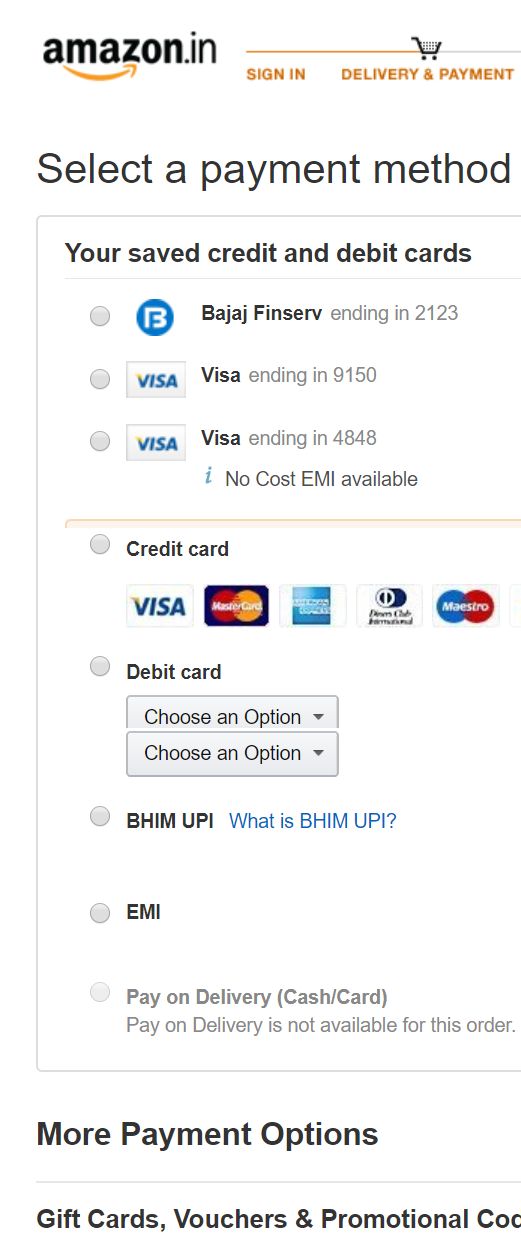 amazon.in
SIGN IN DELIVERY & PAYMENT
Select a payment method
Your saved credit and debit cards
Bajaj Finserv ending in 2123
VISA Visa ending in 9150
VISA Visa ending in 4848
i No Cost EMI available
Credit card
VISA MasterCard AMERICAN EXPRESS Diners Club International Maestro
Debit card
Choose an Option
Choose an Option
BHIM UPI What is BHIM UPI?
EMI
Pay on Delivery (Cash/Card)
Pay on Delivery is not available for this order.
More Payment Options
Gift Cards, Vouchers & Promotional Cod